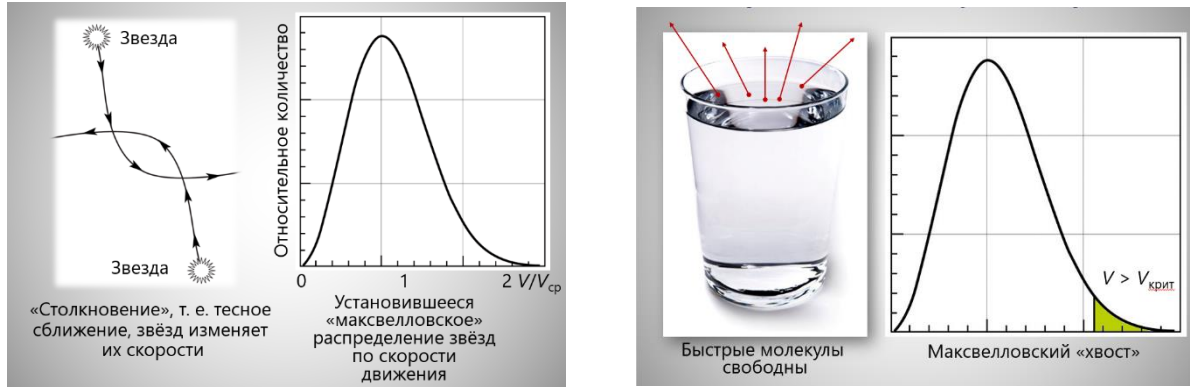 Звезда
Звезда
«Столкновение», т. е. тесное
сближение, звёзд изменяет
их скорости
Относительное количество
0 1 2 V/Vср
Установившееся
«максвелловское»
распределение звёзд
по скорости
движения
Быстрые молекулы
свободны
V > Vкрит
Максвелловский «хвост»